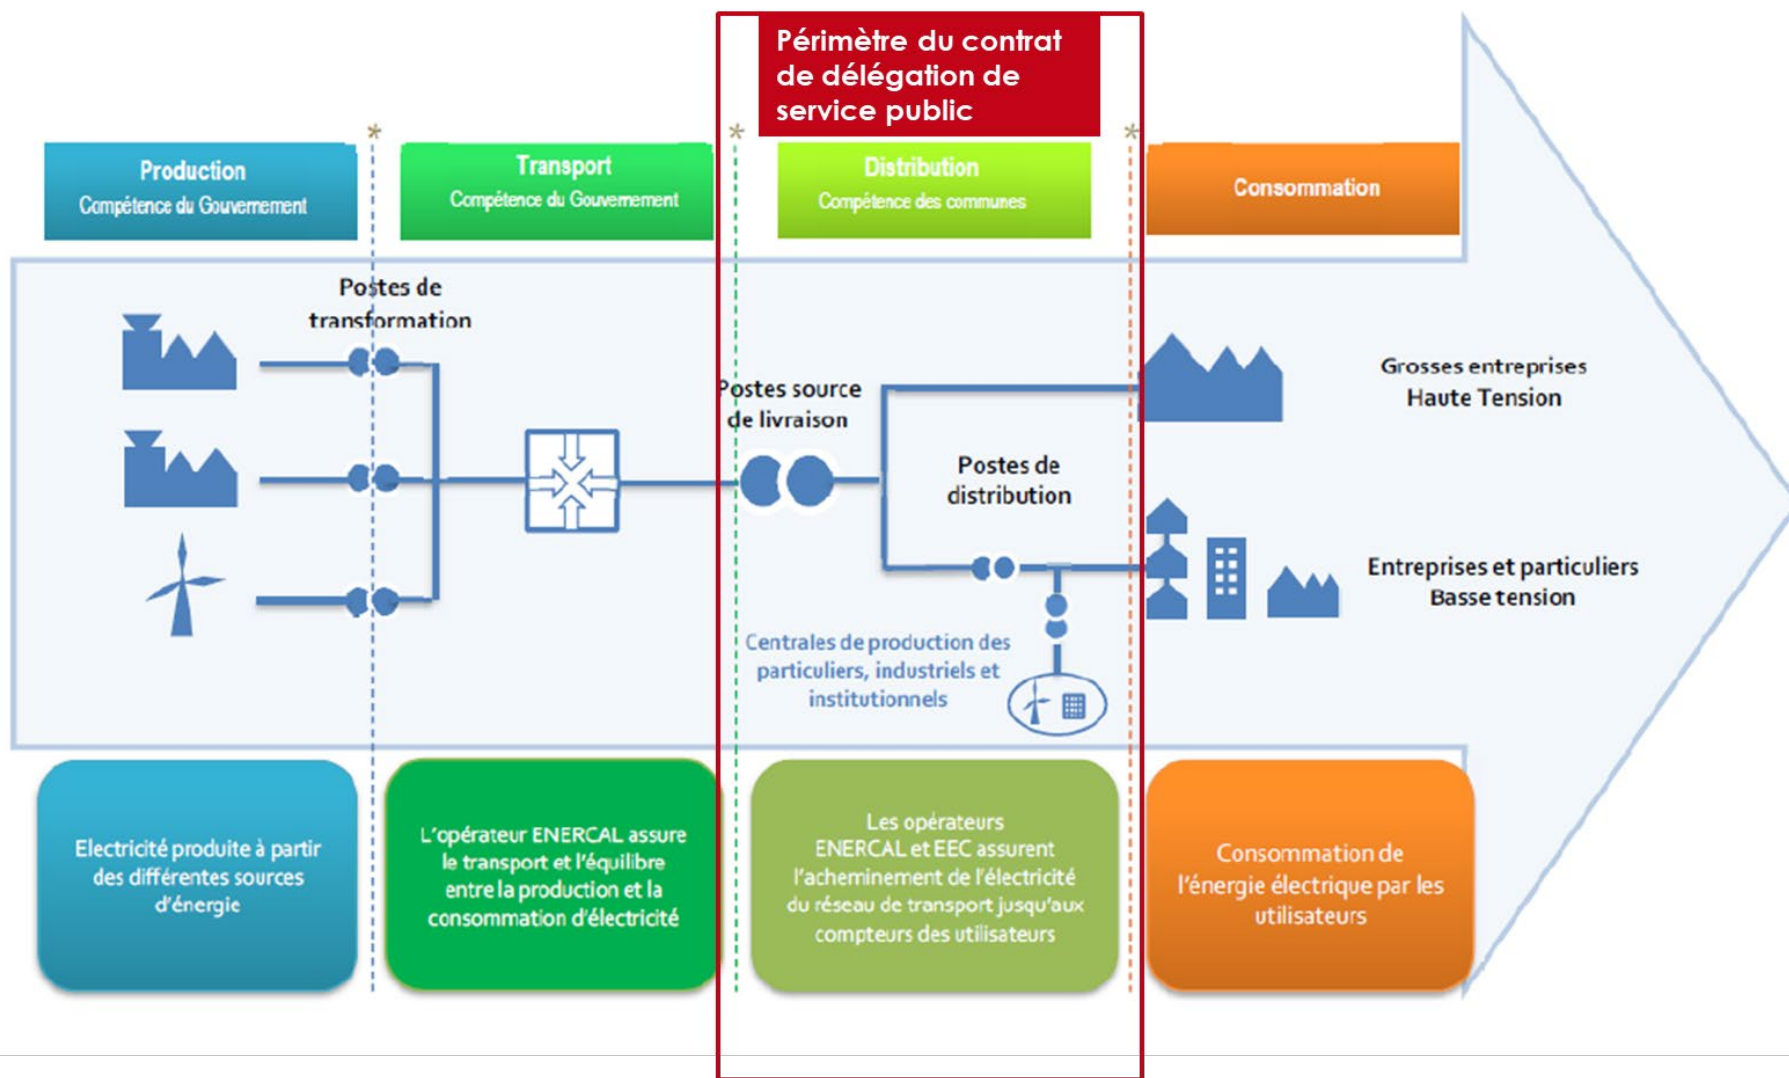 Périmètre du contrat
de délégation de
service public
*
*
*
Production
Compétence du Gouvernement
Transport
Compétence du Gouvernement
Distribution
Compétence des communes
Consommation
Postes de
transformation
Postes source
de livraison
Postes de
distribution
Centrales de production des
particuliers, industriels et
institutionnels
Grosses entreprises
Haute Tension
Entreprises et particuliers
Basse tension
Electricité produite à partir
des différentes sources
d'énergie
L'opérateur ENERCAL assure
le transport et l'équilibre
entre la production et la
consommation d'électricité
Les opérateurs
ENERCAL et EEC assurent
l'acheminement de l'électricité
du réseau de transport jusqu'aux
compteurs des utilisateurs
Consommation de
l'énergie électrique par les
utilisateurs